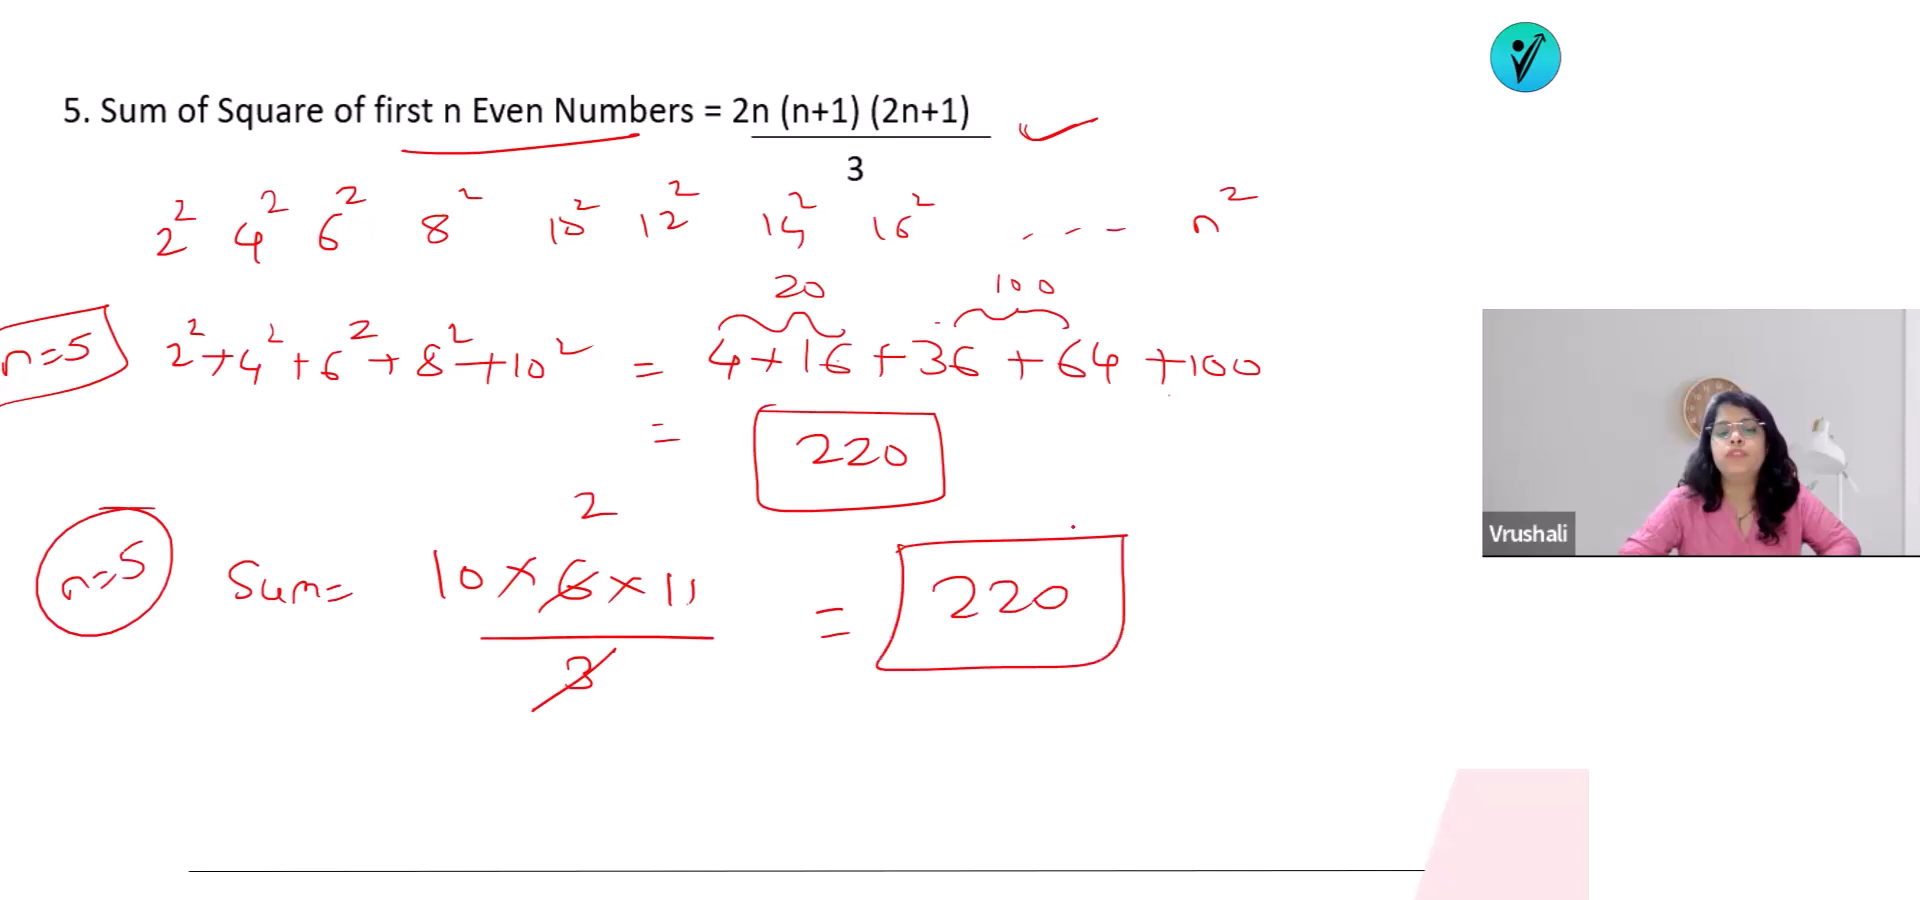 5. Sum of Square of first n Even Numbers = 2n (n+1) (2n+1)
3
2² 4² 6² 8² 10² 12² 14² 16² --- n²
20 100
n=5 2²+4²+6²+8²+10² = 4+16+36+64+100
= 220
2
n=5 Sum= 10×6×11 = 220
3
Vrushali